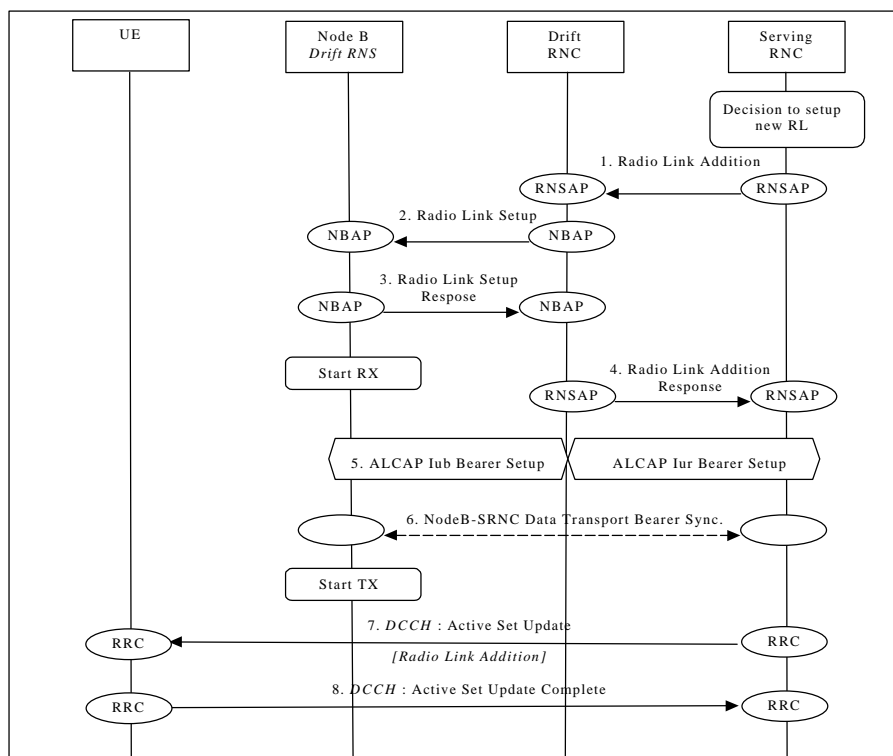 UE
Node B
Drift RNS
Drift
RNC
Serving
RNC
Decision to setup
new RL
1. Radio Link Addition
RNSAP
RNSAP
2. Radio Link Setup
NBAP
NBAP
3. Radio Link Setup
Respose
NBAP
NBAP
Start RX
4. Radio Link Addition
Response
RNSAP
RNSAP
5. ALCAP Iub Bearer Setup
ALCAP Iur Bearer Setup
6. NodeB-SRNC Data Transport Bearer Sync.
Start TX
7. DCCH : Active Set Update
RRC
RRC
[Radio Link Addition]
8. DCCH : Active Set Update Complete
RRC
RRC